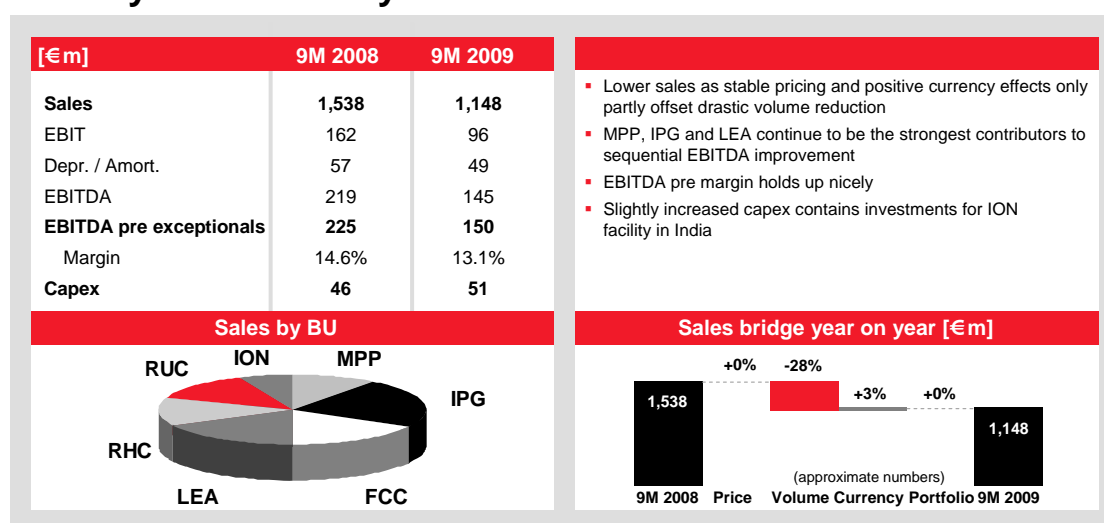 [€m] 9M 2008 9M 2009
Sales 1,538 1,148
EBIT 162 96
Depr. / Amort. 57 49
EBITDA 219 145
EBITDA pre exceptionals 225 150
Margin 14.6% 13.1%
Capex 46 51
▪ Lower sales as stable pricing and positive currency effects only
partly offset drastic volume reduction
▪ MPP, IPG and LEA continue to be the strongest contributors to
sequential EBITDA improvement
▪ EBITDA pre margin holds up nicely
▪ Slightly increased capex contains investments for ION
facility in India
Sales by BU
RUC ION MPP
IPG
RHC
LEA FCC
Sales bridge year on year [€m]
+0% -28%
+3% +0%
1,538
1,148
(approximate numbers)
9M 2008 Price Volume Currency Portfolio 9M 2009